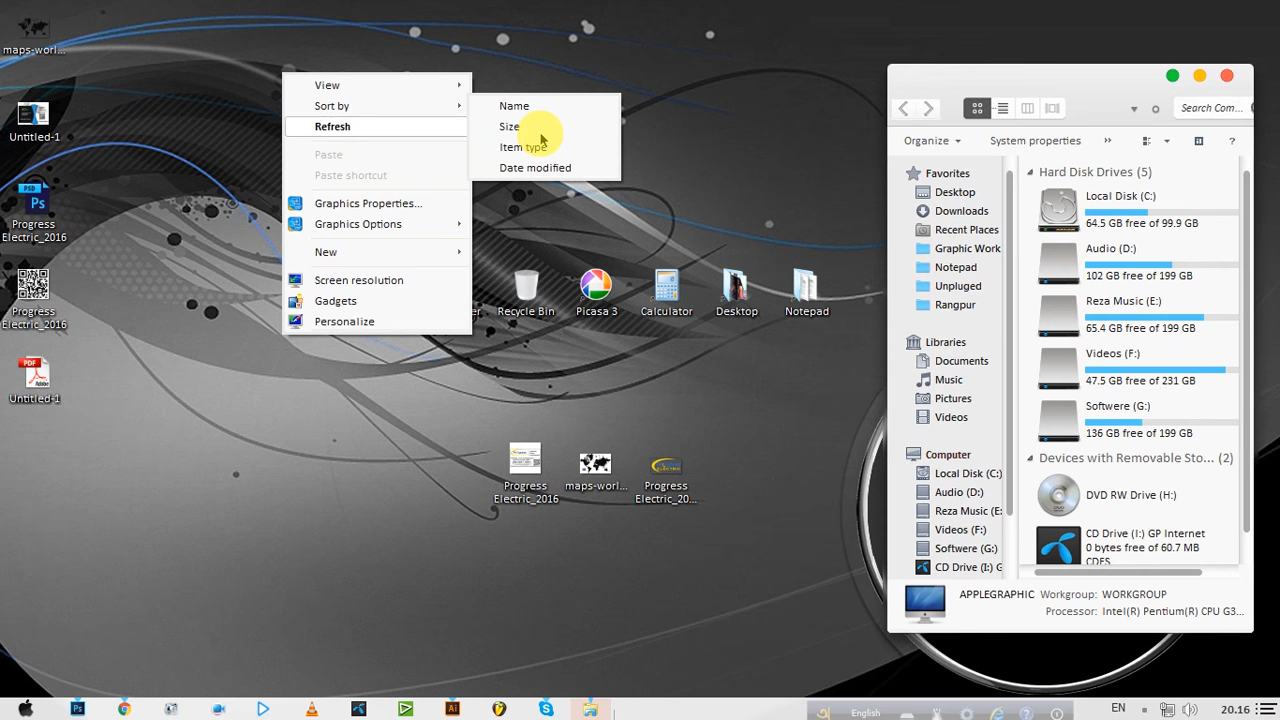 maps-worl...
Untitled-1
Progress
Electric_2016
Progress
Electric_2016
Untitled-1
View
Sort by
Refresh
Paste
Paste shortcut
Graphics Properties...
Graphics Options
New
Screen resolution
Gadgets
Personalize
Name
Size
Item type
Date modified
Recycle Bin
Picasa 3
Calculator
Desktop
Notepad
Progress
Electric_2016
maps-worl...
Progress
Electric_20...
Search Com...
Organize
System properties
Favorites
Desktop
Downloads
Recent Places
Graphic Work
Notepad
Unpluged
Rangpur
Libraries
Documents
Music
Pictures
Videos
Computer
Local Disk (C:)
Audio (D:)
Reza Music (E:
Videos (F:)
Softwere (G:)
CD Drive (I:) G
Hard Disk Drives (5)
Local Disk (C:)
64.5 GB free of 99.9 GB
Audio (D:)
102 GB free of 199 GB
Reza Music (E:)
65.4 GB free of 199 GB
Videos (F:)
47.5 GB free of 231 GB
Softwere (G:)
136 GB free of 199 GB
Devices with Removable Sto... (2)
DVD RW Drive (H:)
CD Drive (I:) GP Internet
0 bytes free of 60.7 MB
CDFS
APPLEGRAPHIC Workgroup: WORKGROUP
Processor: Intel(R) Pentium(R) CPU G3...
English
EN
20.16